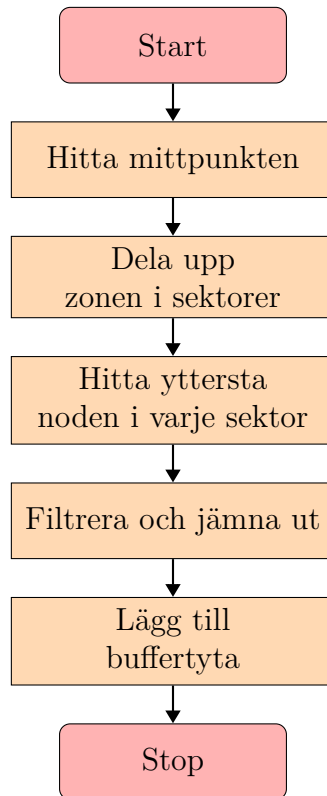 Start
Hitta mittpunkten
Dela upp
zonen i sektorer
Hitta yttersta
noden i varje sektor
Filtrera och jämna ut
Lägg till
buffertyta
Stop